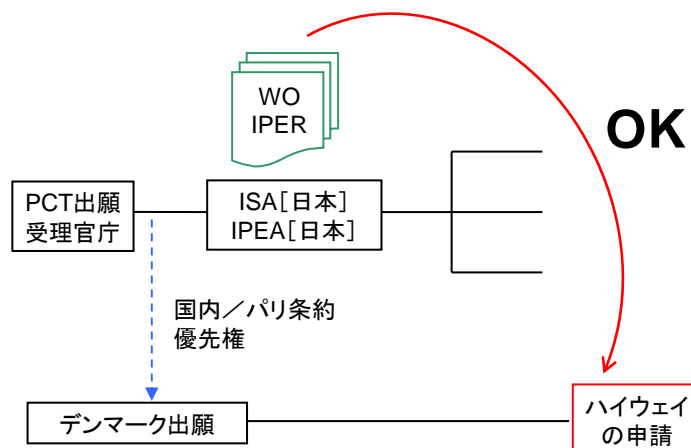 WO
IPER
OK
PCT出願
受理官庁
ISA[日本]
IPEA[日本]
国内/パリ条約
優先権
デンマーク出願
ハイウェイ
の申請